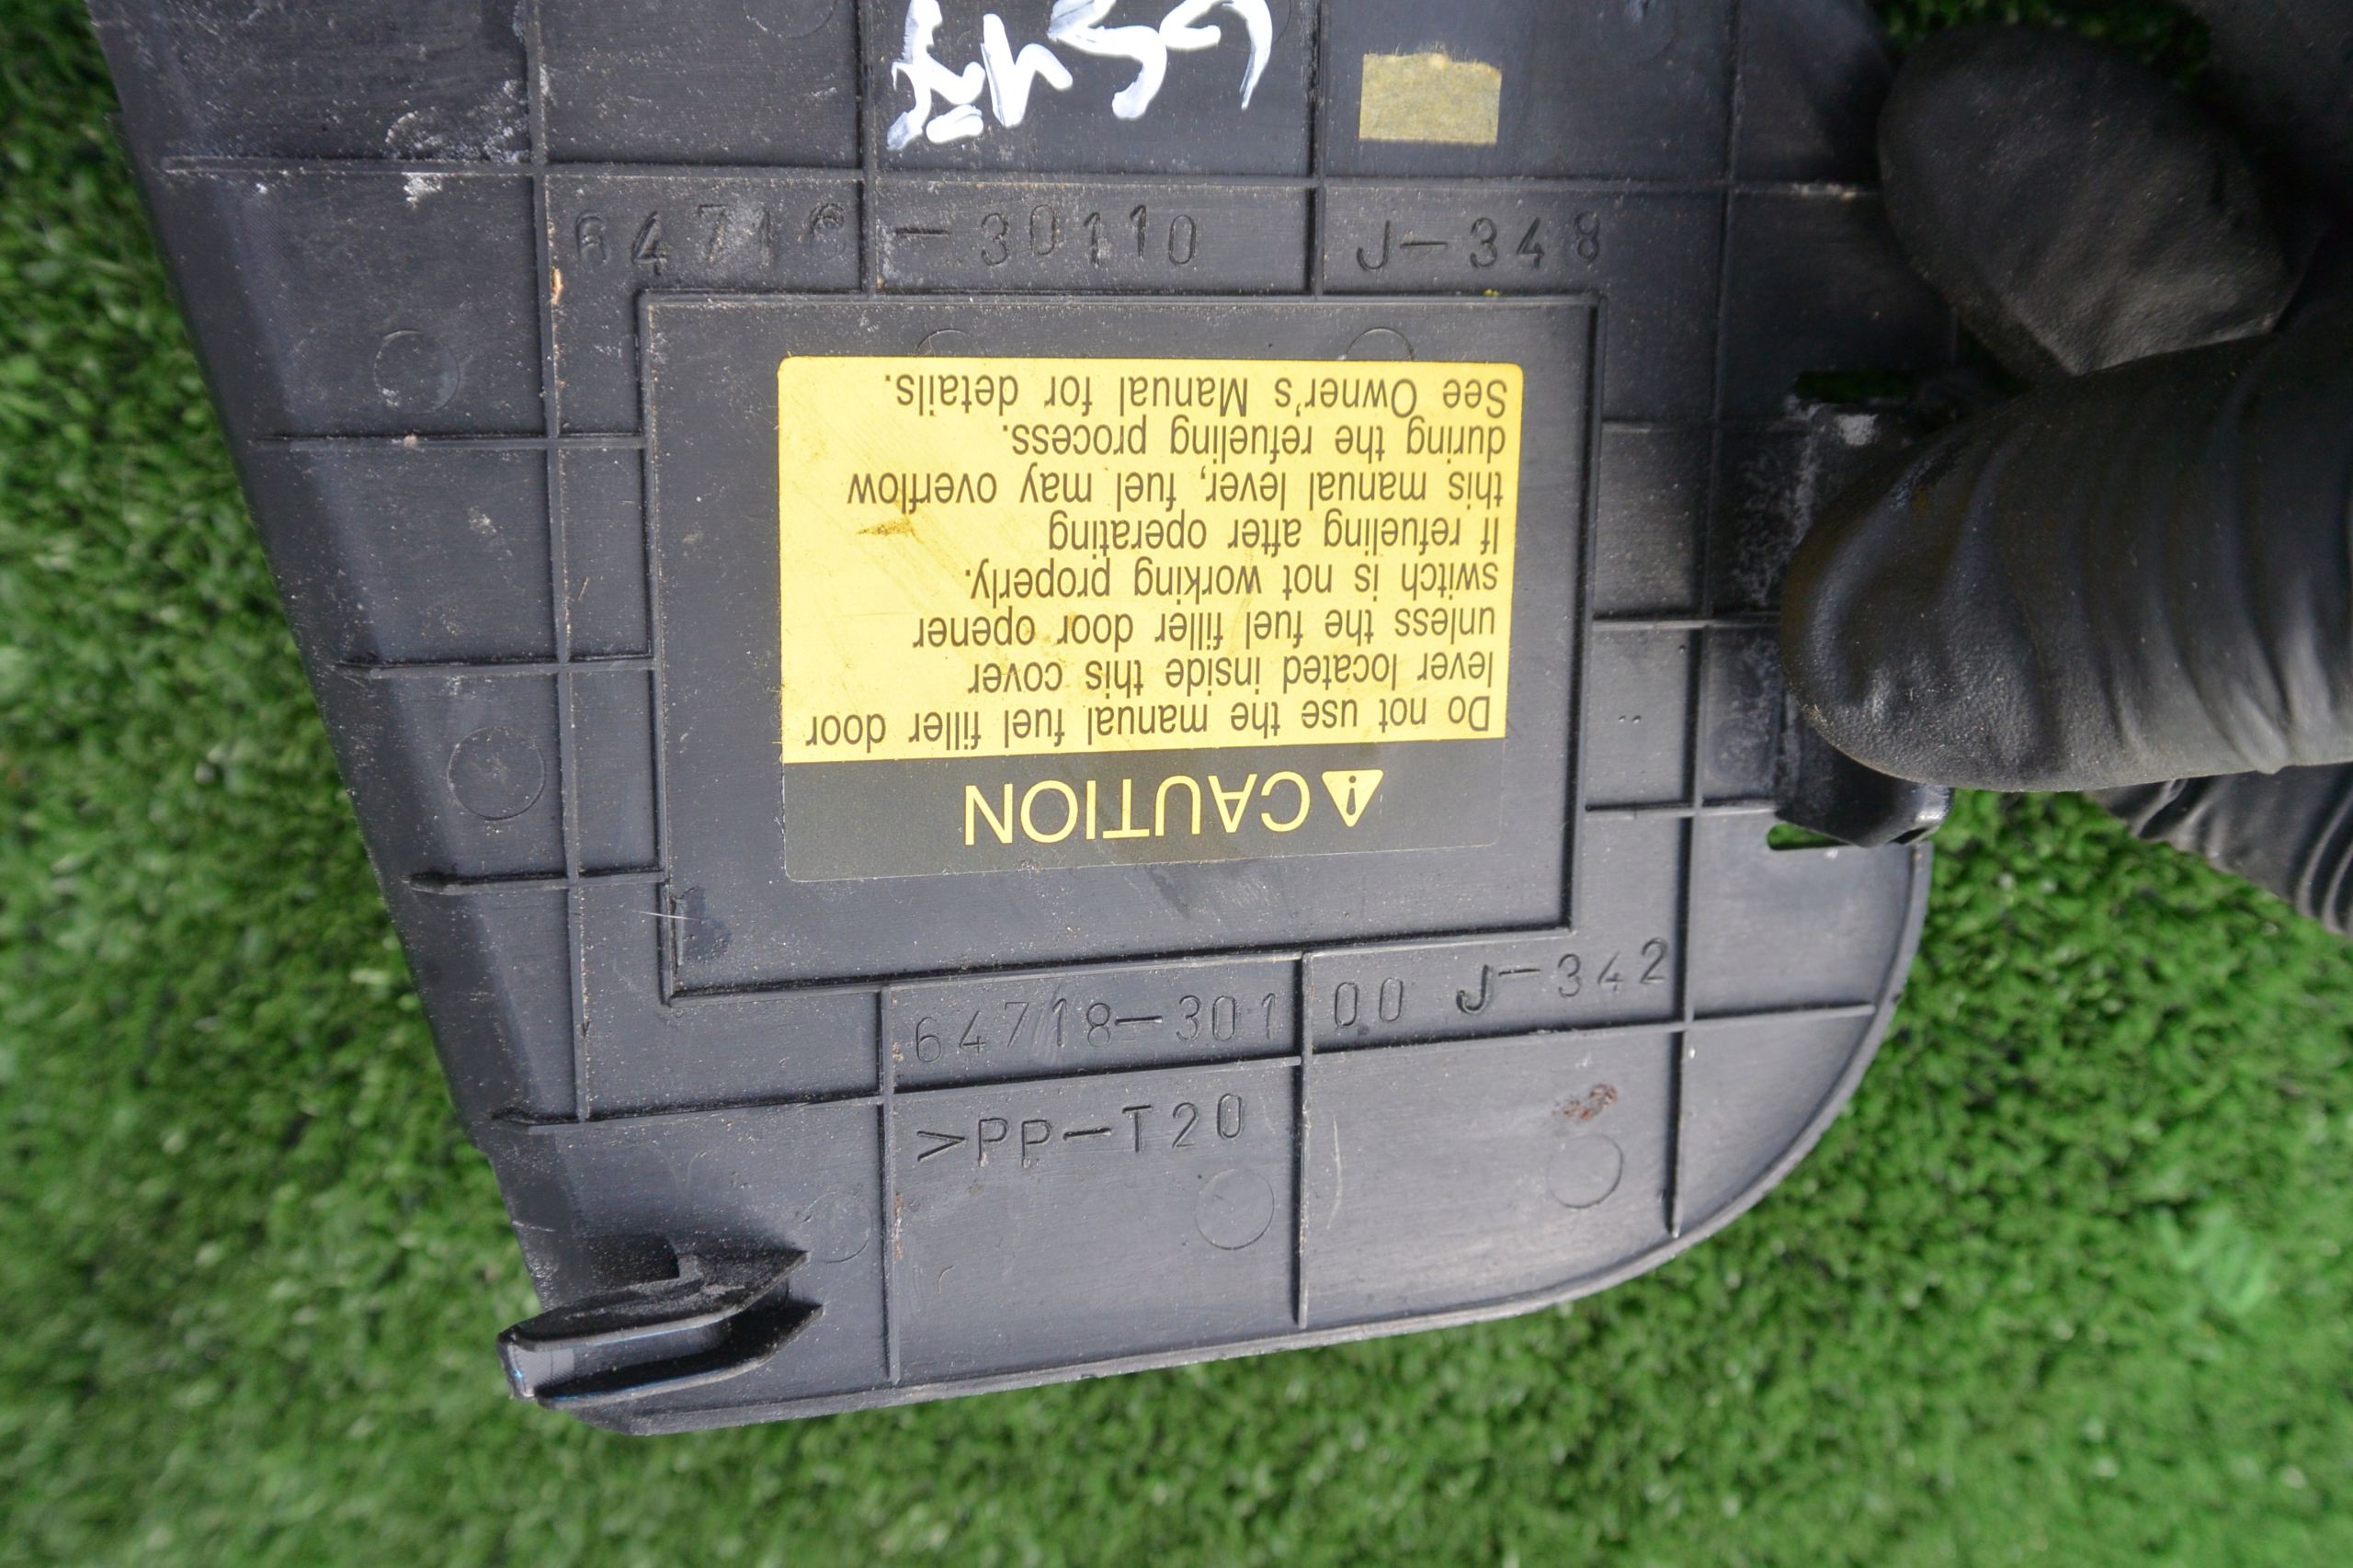 64718-30110 J-348
⚠CAUTION
Do not use the manual fuel filler door
lever located inside this cover
unless the fuel filler door opener
switch is not working properly.
If refueling after operating
this manual lever, fuel may overflow
during the refueling process.
See Owner's Manual for details.
64718-30100 J-342
>PP-T20